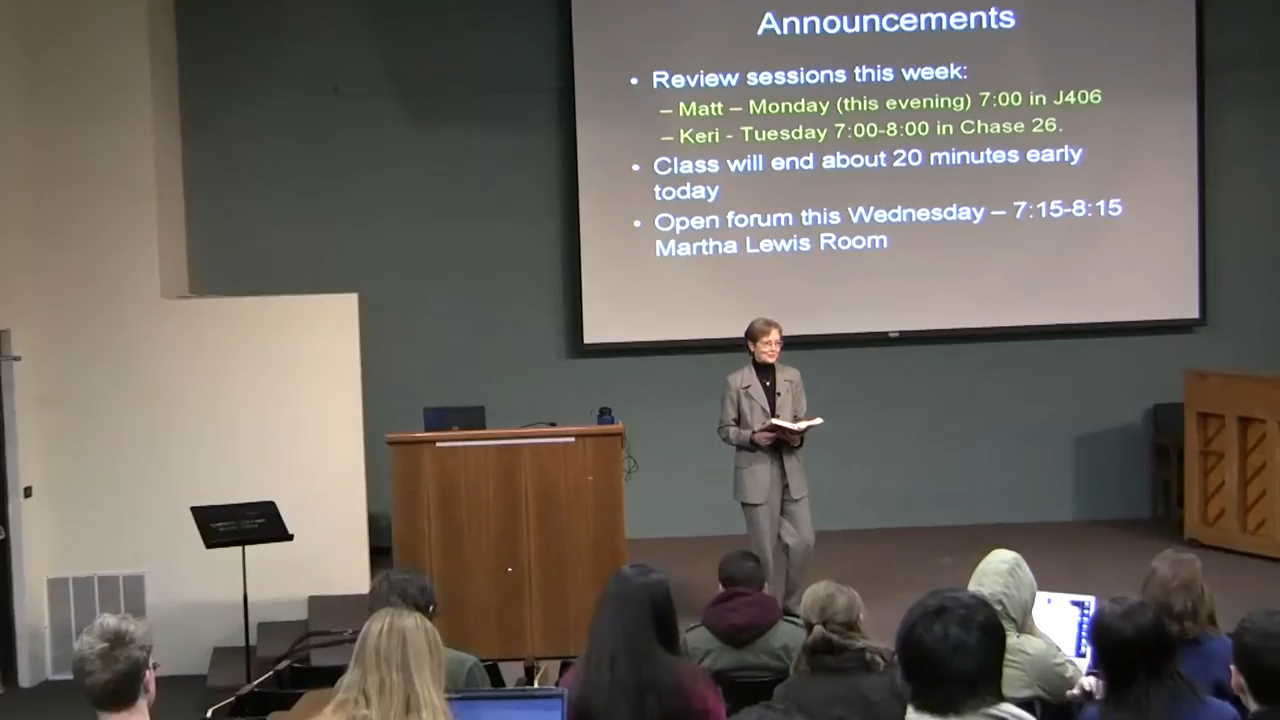 Announcements
• Review sessions this week:
– Matt – Monday (this evening) 7:00 in J406
– Keri - Tuesday 7:00-8:00 in Chase 26.
• Class will end about 20 minutes early
today
• Open forum this Wednesday – 7:15-8:15
Martha Lewis Room